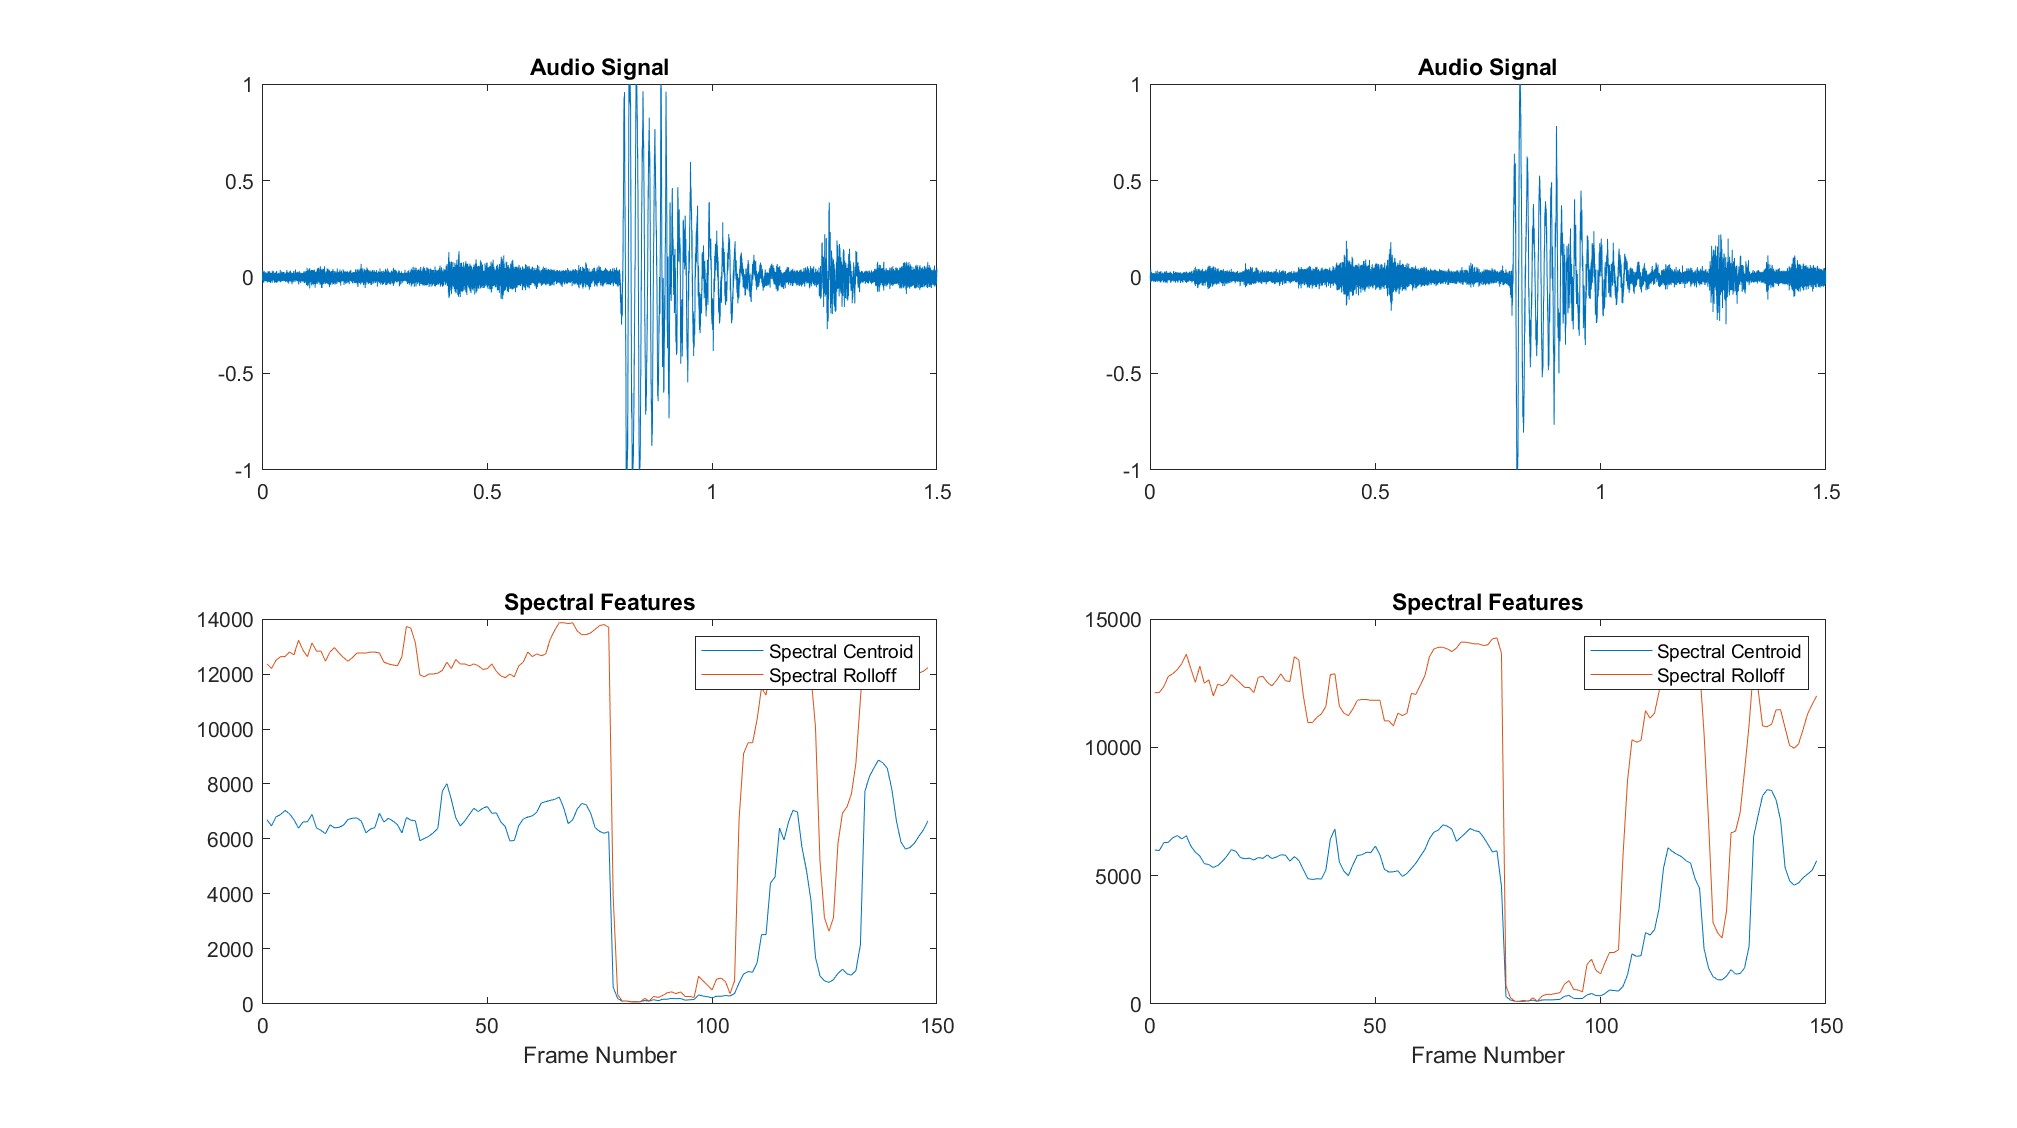 Audio Signal
1
0.5
0
-0.5
-1
0 0.5 1 1.5
Audio Signal
1
0.5
0
-0.5
-1
0 0.5 1 1.5
Spectral Features
14000
12000
10000
8000
6000
4000
2000
0
Spectral Centroid
Spectral Rolloff
0 50 100 150
Frame Number
Spectral Features
15000
10000
5000
0
Spectral Centroid
Spectral Rolloff
0 50 100 150
Frame Number